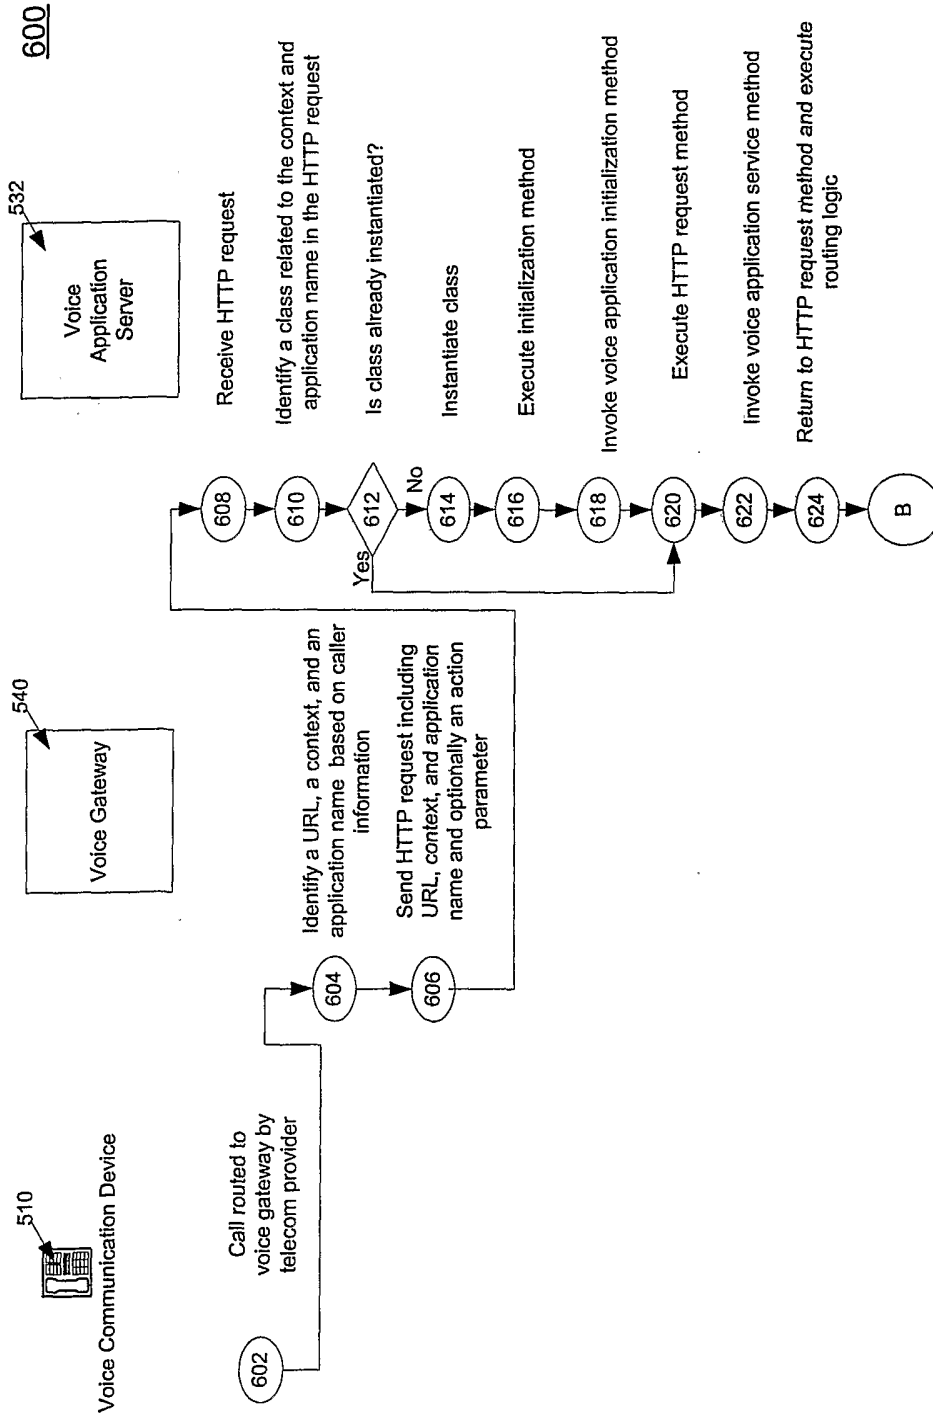 600
510
Voice Communication Device
540
Voice Gateway
532
Voice
Application
Server
602
Call routed to
voice gateway by
telecom provider
604
Identify a URL, a context, and an
application name based on caller
information
606
Send HTTP request including
URL, context, and application
name and optionally an action
parameter
608
Receive HTTP request
610
Identify a class related to the context and
application name in the HTTP request
612
Is class already instantiated?
Yes
No
614
Instantiate class
616
Execute initialization method
618
Invoke voice application initialization method
620
Execute HTTP request method
622
Invoke voice application service method
624
Return to HTTP request method and execute
routing logic
B